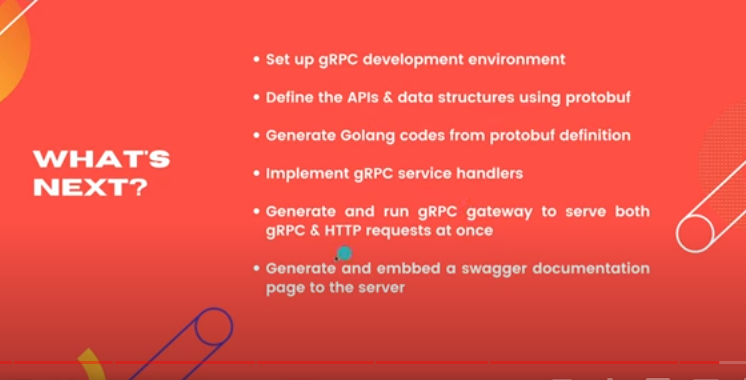 WHAT'S
NEXT?
• Set up gRPC development environment
• Define the APIs & data structures using protobuf
• Generate Golang codes from protobuf definition
• Implement gRPC service handlers
• Generate and run gRPC gateway to serve both
gRPC & HTTP requests at once
• Generate and embbed a swagger documentation
page to the server